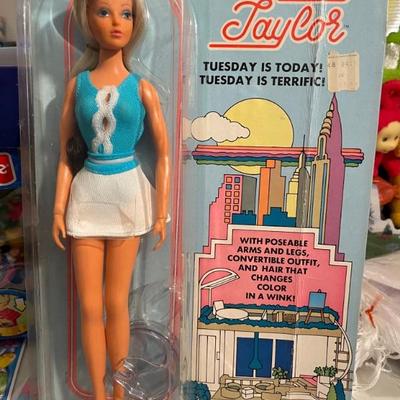 Taylor™
TUESDAY IS TODAY!
TUESDAY IS TERRIFIC!
WITH POSEABLE
ARMS AND LEGS,
CONVERTIBLE OUTFIT,
AND HAIR THAT
CHANGES
COLOR
IN A WINK!